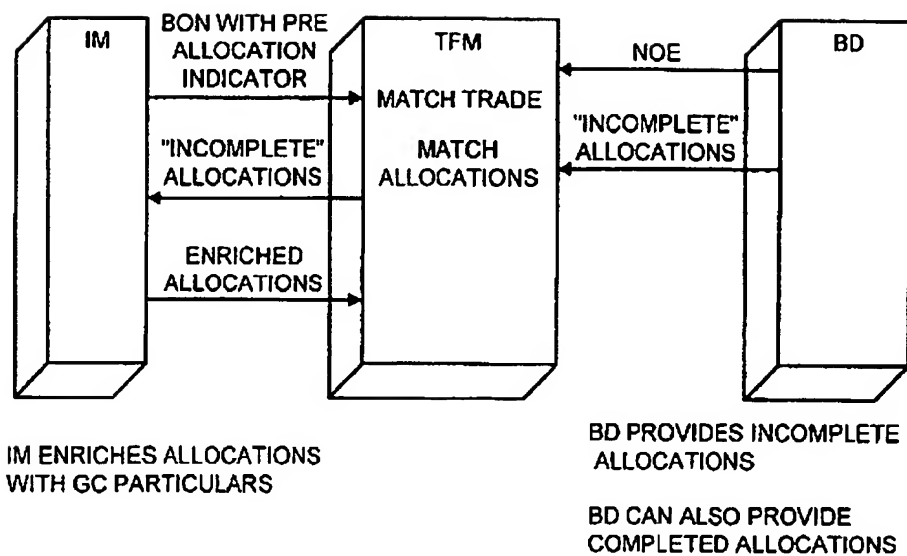 IM
BON WITH PRE
ALLOCATION
INDICATOR
"INCOMPLETE"
ALLOCATIONS
ENRICHED
ALLOCATIONS
TFM
MATCH TRADE
MATCH
ALLOCATIONS
NOE
"INCOMPLETE"
ALLOCATIONS
BD
IM ENRICHES ALLOCATIONS
WITH GC PARTICULARS
BD PROVIDES INCOMPLETE
ALLOCATIONS
BD CAN ALSO PROVIDE
COMPLETED ALLOCATIONS